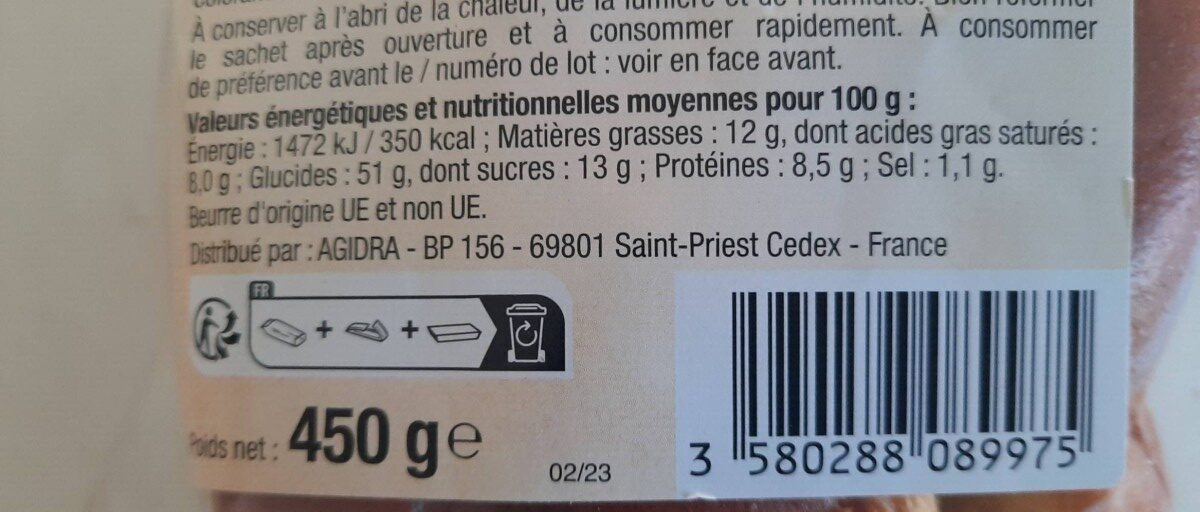 À conserver à l'abri de la chaleur, de la lumière et de l'humidité. Bien refermer
le sachet après ouverture et à consommer rapidement. À consommer
de préférence avant le / numéro de lot : voir en face avant.
Valeurs énergétiques et nutritionnelles moyennes pour 100 g :
Énergie : 1472 kJ / 350 kcal ; Matières grasses : 12 g, dont acides gras saturés :
8,0 g ; Glucides : 51 g, dont sucres : 13 g ; Protéines : 8,5 g ; Sel : 1,1 g.
Beurre d'origine UE et non UE.
Distribué par : AGIDRA - BP 156 - 69801 Saint-Priest Cedex - France
FR
+ +
Poids net : 450 g e
02/23
3 580288 089975